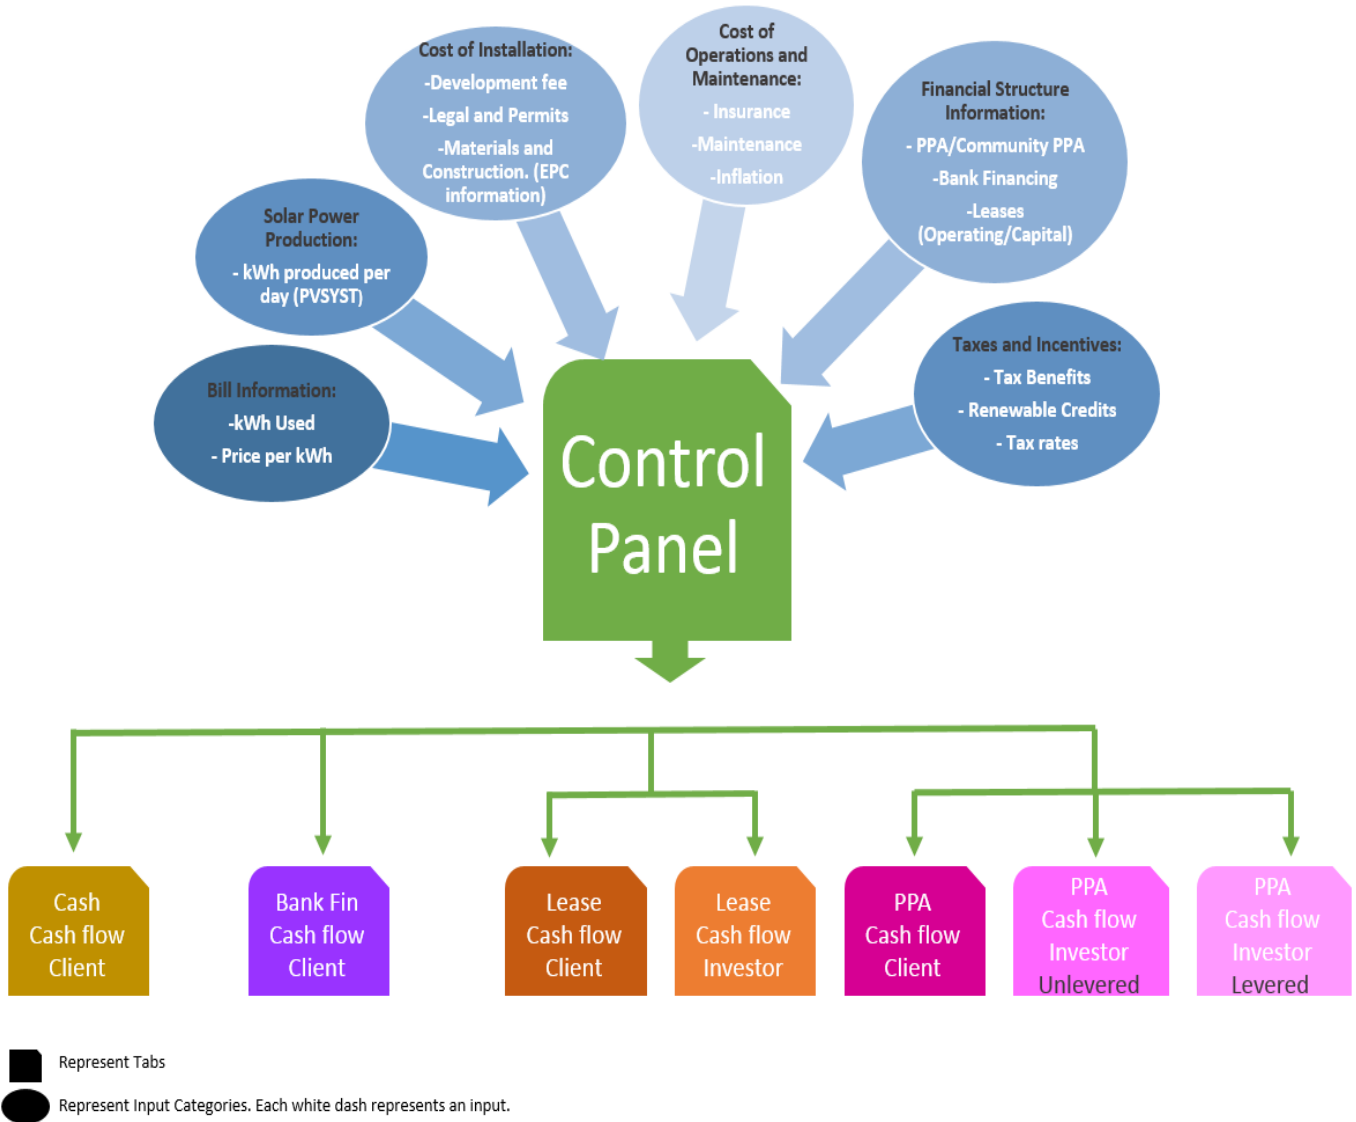 Cost of Installation:
-Development fee
-Legal and Permits
-Materials and
Construction. (EPC
information)
Cost of
Operations and
Maintenance:
- Insurance
-Maintenance
-Inflation
Financial Structure
Information:
- PPA/Community PPA
-Bank Financing
-Leases
(Operating/Capital)
Solar Power
Production:
- kWh produced per
day (PVSYST)
Bill Information:
-kWh Used
- Price per kWh
Taxes and Incentives:
- Tax Benefits
- Renewable Credits
- Tax rates
Control
Panel
Cash
Cash flow
Client
Bank Fin
Cash flow
Client
Lease
Cash flow
Client
Lease
Cash flow
Investor
PPA
Cash flow
Client
PPA
Cash flow
Investor
Unlevered
PPA
Cash flow
Investor
Levered
Represent Tabs
Represent Input Categories. Each white dash represents an input.